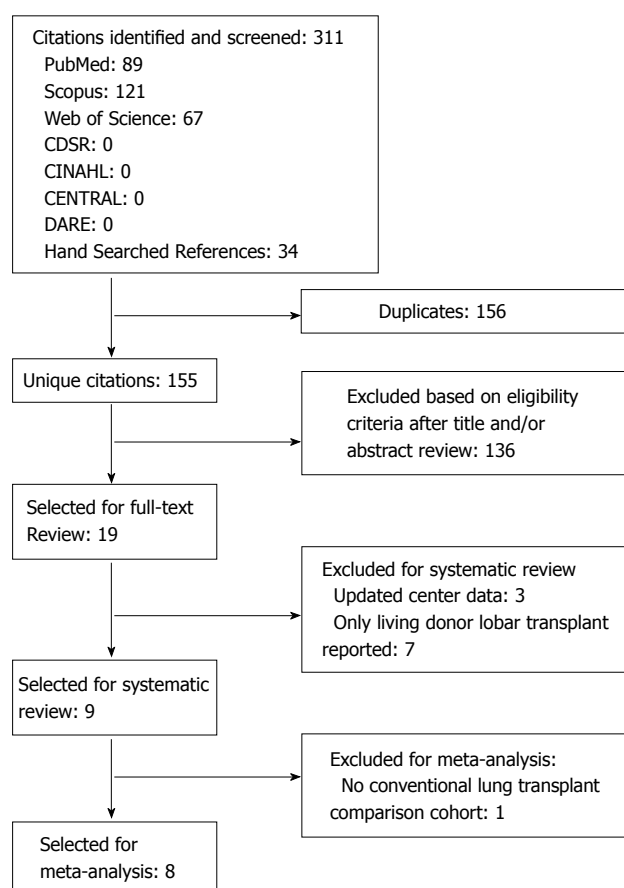 Citations identified and screened: 311
PubMed: 89
Scopus: 121
Web of Science: 67
CDSR: 0
CINAHL: 0
CENTRAL: 0
DARE: 0
Hand Searched References: 34
Duplicates: 156
Unique citations: 155
Excluded based on eligibility
criteria after title and/or
abstract review: 136
Selected for full-text
Review: 19
Excluded for systematic review
Updated center data: 3
Only living donor lobar transplant
reported: 7
Selected for systematic
review: 9
Excluded for meta-analysis:
No conventional lung transplant
comparison cohort: 1
Selected for
meta-analysis: 8